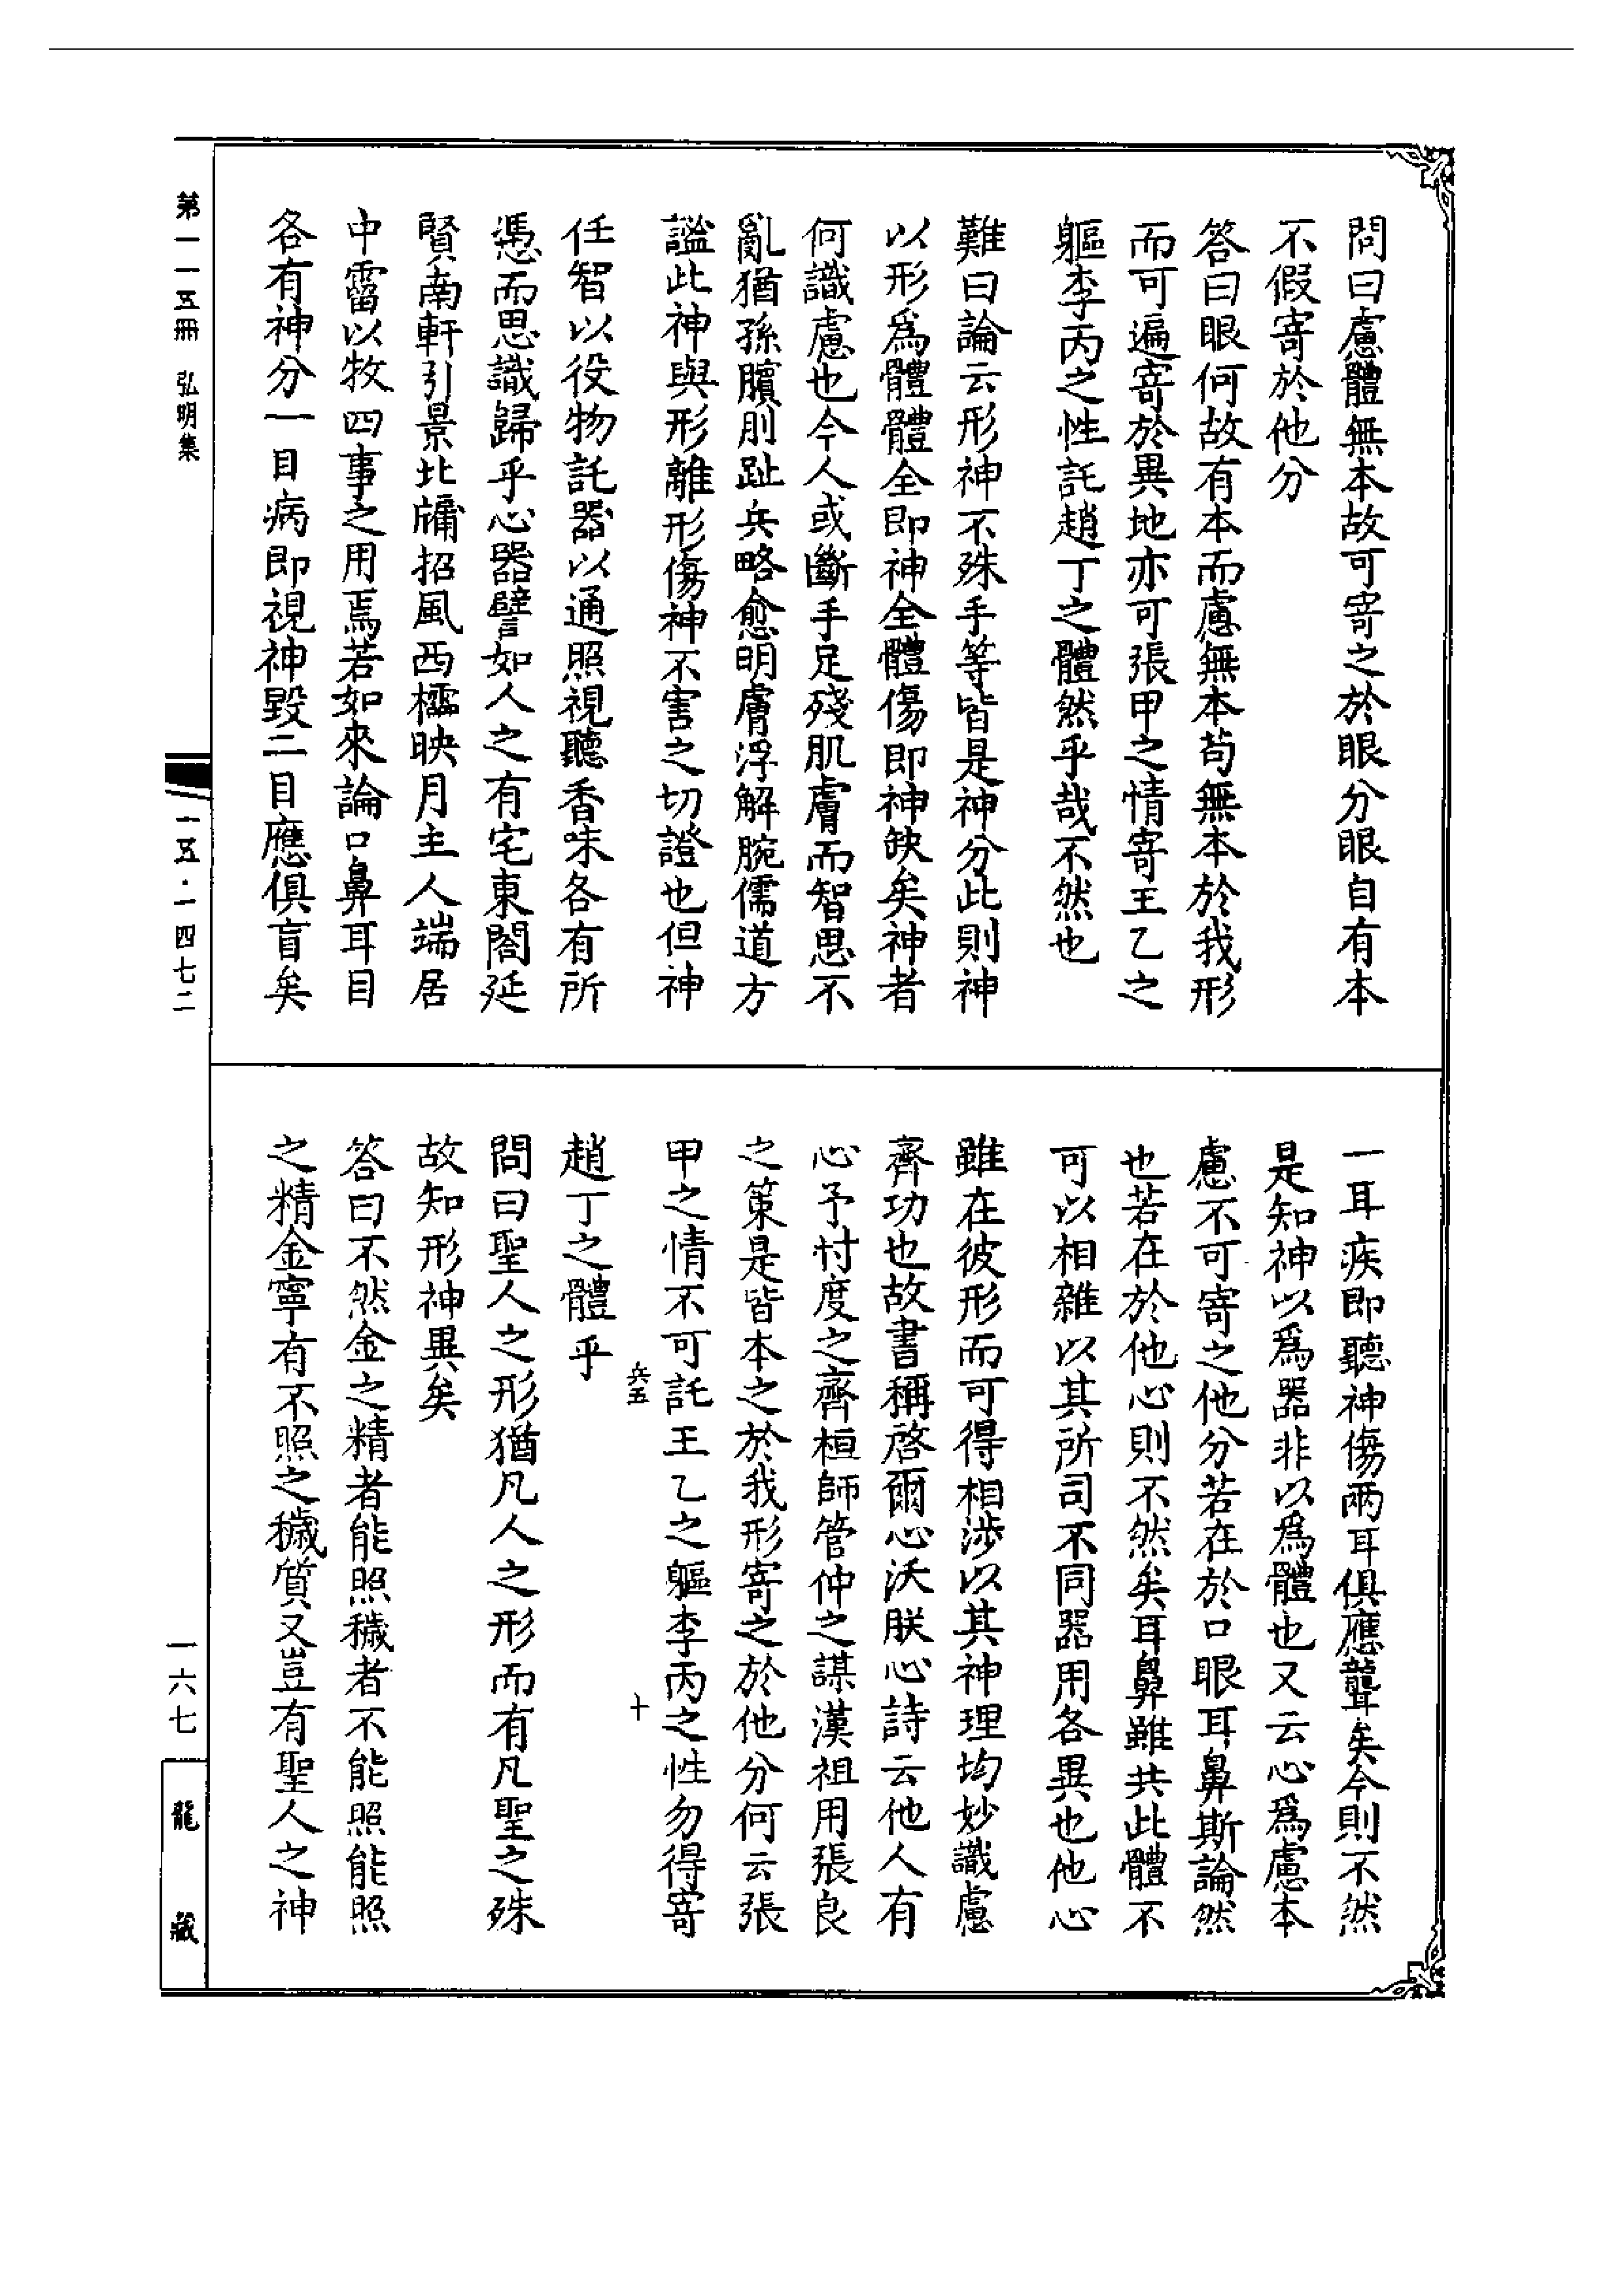 問曰慮體無本故可寄之於眼分眼自有本
不假寄於他分
答曰眼何故有本而慮無本苟無本於我形
而可遍寄於異地亦可張甲之情寄王乙之
軀李丙之性託趙丁之體然乎哉不然也
難曰論云形神不殊手等皆是神分此則神
以形爲體體全即神全體傷即神缺矣神者
何識慮也今人或斷手足殘肌膚而智思不
亂猶孫臏刖趾兵略愈明膚浮解腕儒道方
謐此神與形離形傷神不害之切證也但神
任智以役物託器以通照視聽香味各有所
憑而思識歸乎心器譬如人之有宅東閤延
賢南軒引景北牗招風西櫺映月主人端居
中霤以牧四事之用焉若如來論口鼻耳目
各有神分一目病即視神毀二目應俱盲矣
一耳疾即聽神傷兩耳俱應聾矣今則不然
是知神以爲器非以爲體也又云心爲慮本
慮不可寄之他分若在於口眼耳鼻斯論然
也若在於他心則不然矣耳鼻雖共此體不
可以相雜以其所司不同器用各異也他心
雖在彼形而可得相涉以其神理均妙識慮
齊功也故書稱啓爾心沃朕心詩云他人有
心予忖度之齊桓師管仲之謀漢祖用張良
之策是皆本之於我形寄之於他分何云張
甲之情不可託王乙之軀李丙之性勿得寄
兵五 十
趙丁之體乎
問曰聖人之形猶凡人之形而有凡聖之殊
故知形神異矣
答曰不然金之精者能照穢者不能照能照
之精金寧有不照之穢質又豈有聖人之神
第一一五冊 弘明集
一五·一四七二
一六七
龍藏